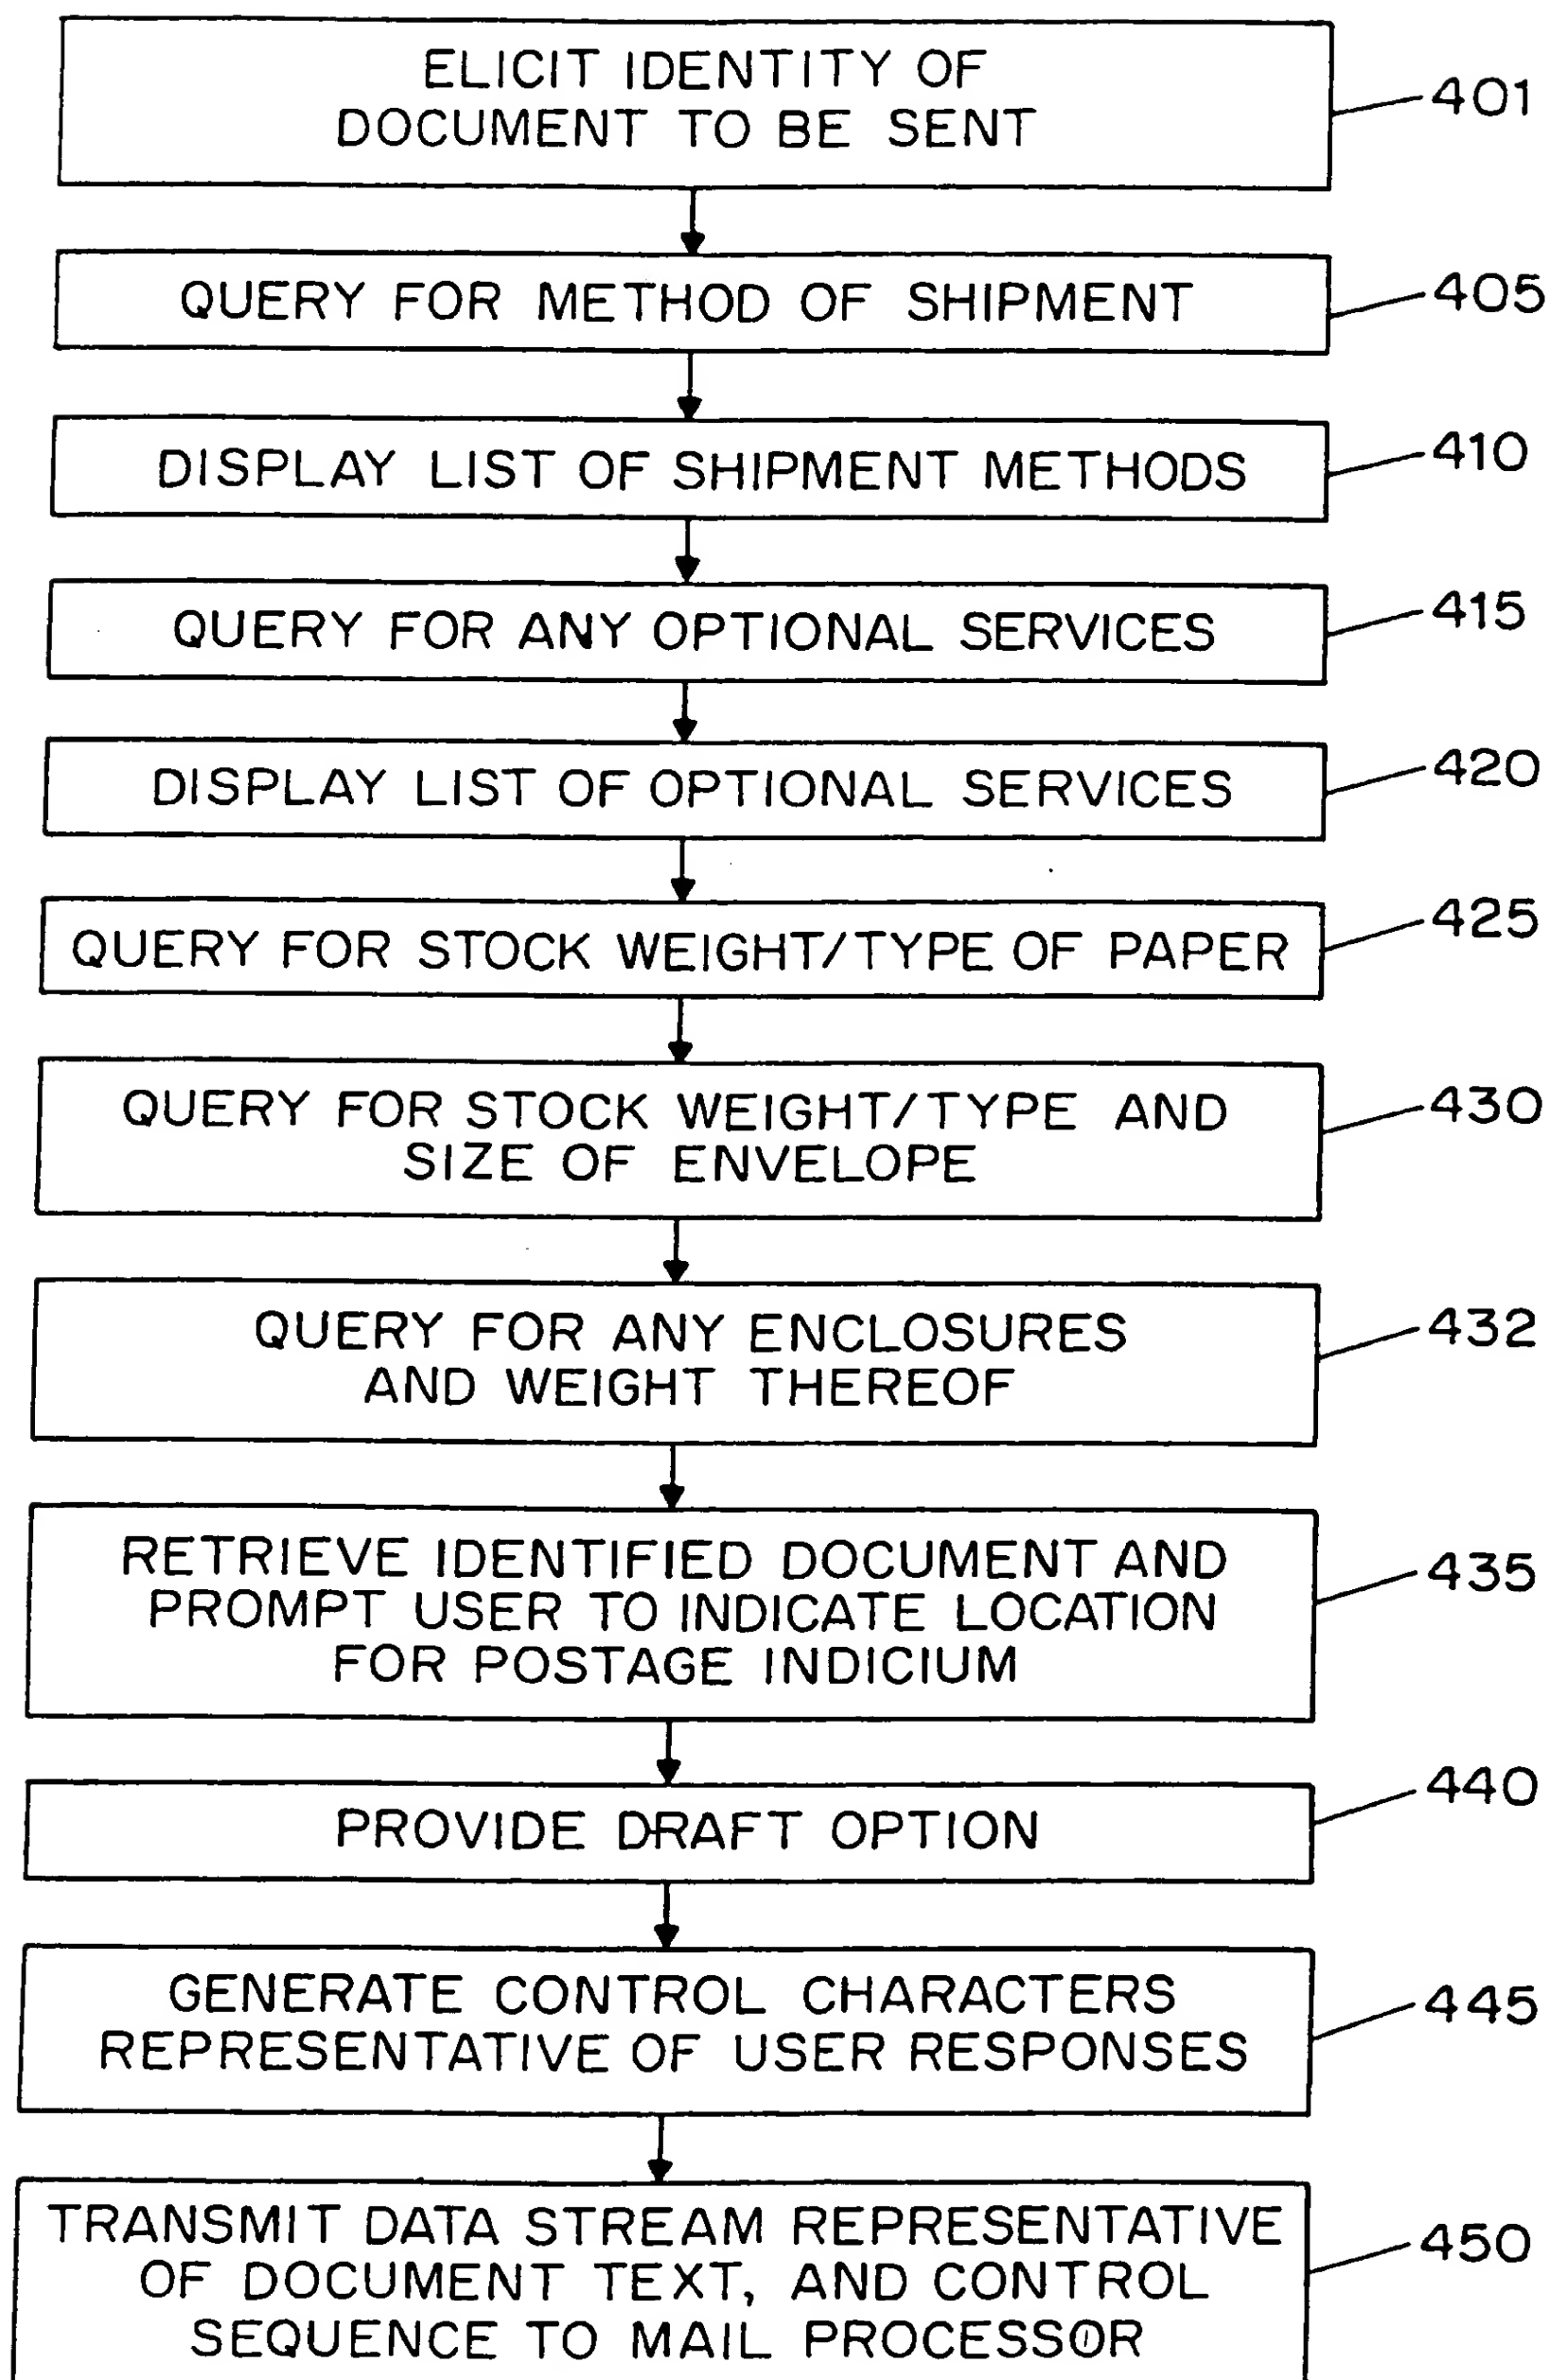 ELICIT IDENTITY OF
DOCUMENT TO BE SENT
401
QUERY FOR METHOD OF SHIPMENT
405
DISPLAY LIST OF SHIPMENT METHODS
410
QUERY FOR ANY OPTIONAL SERVICES
415
DISPLAY LIST OF OPTIONAL SERVICES
420
QUERY FOR STOCK WEIGHT/TYPE OF PAPER
425
QUERY FOR STOCK WEIGHT/TYPE AND
SIZE OF ENVELOPE
430
QUERY FOR ANY ENCLOSURES
AND WEIGHT THEREOF
432
RETRIEVE IDENTIFIED DOCUMENT AND
PROMPT USER TO INDICATE LOCATION
FOR POSTAGE INDICIUM
435
PROVIDE DRAFT OPTION
440
GENERATE CONTROL CHARACTERS
REPRESENTATIVE OF USER RESPONSES
445
TRANSMIT DATA STREAM REPRESENTATIVE
OF DOCUMENT TEXT, AND CONTROL
SEQUENCE TO MAIL PROCESSOR
450